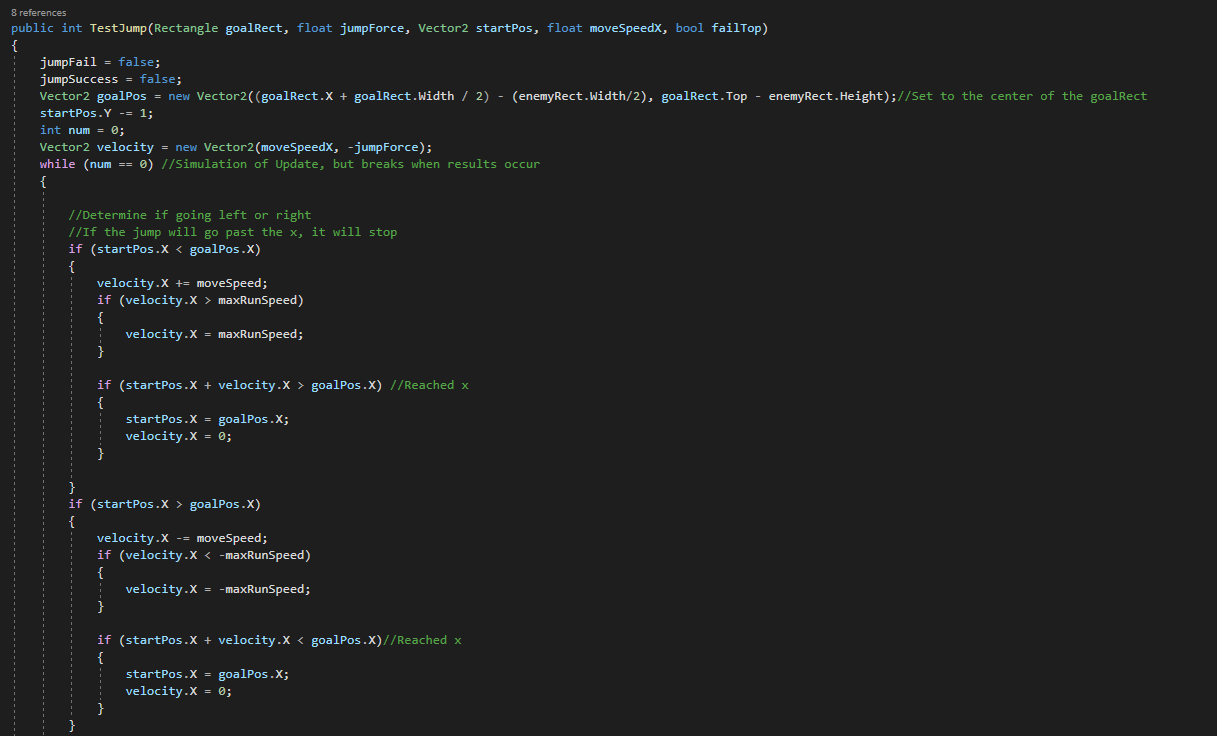 8 references
public int TestJump(Rectangle goalRect, float jumpForce, Vector2 startPos, float moveSpeedX, bool failTop)
{
jumpFail = false;
jumpSuccess = false;
Vector2 goalPos = new Vector2((goalRect.X + goalRect.Width / 2) - (enemyRect.Width/2), goalRect.Top - enemyRect.Height);//Set to the center of the goalRect
startPos.Y -= 1;
int num = 0;
Vector2 velocity = new Vector2(moveSpeedX, -jumpForce);
while (num == 0) //Simulation of Update, but breaks when results occur
{
//Determine if going left or right
//If the jump will go past the x, it will stop
if (startPos.X < goalPos.X)
{
velocity.X += moveSpeed;
if (velocity.X > maxRunSpeed)
{
velocity.X = maxRunSpeed;
}
if (startPos.X + velocity.X > goalPos.X) //Reached x
{
startPos.X = goalPos.X;
velocity.X = 0;
}
}
if (startPos.X > goalPos.X)
{
velocity.X -= moveSpeed;
if (velocity.X < -maxRunSpeed)
{
velocity.X = -maxRunSpeed;
}
if (startPos.X + velocity.X < goalPos.X)//Reached x
{
startPos.X = goalPos.X;
velocity.X = 0;
}
}